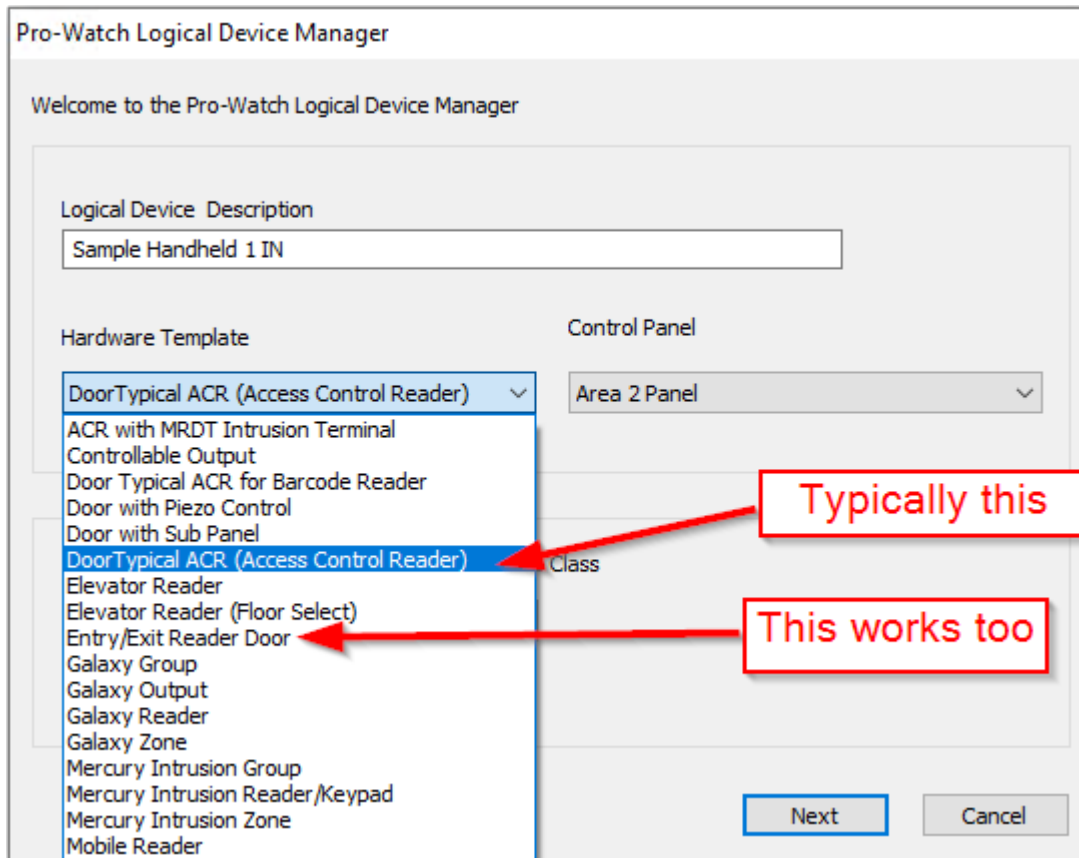 Pro-Watch Logical Device Manager
Welcome to the Pro-Watch Logical Device Manager
Logical Device Description
Sample Handheld 1 IN
Hardware Template
Control Panel
DoorTypical ACR (Access Control Reader)
Area 2 Panel
ACR with MRDT Intrusion Terminal
Controllable Output
Door Typical ACR for Barcode Reader
Door with Piezo Control
Door with Sub Panel
DoorTypical ACR (Access Control Reader)
Elevator Reader
Elevator Reader (Floor Select)
Entry/Exit Reader Door
Galaxy Group
Galaxy Output
Galaxy Reader
Galaxy Zone
Mercury Intrusion Group
Mercury Intrusion Reader/Keypad
Mercury Intrusion Zone
Mobile Reader
Typically this
Class
This works too
Next
Cancel